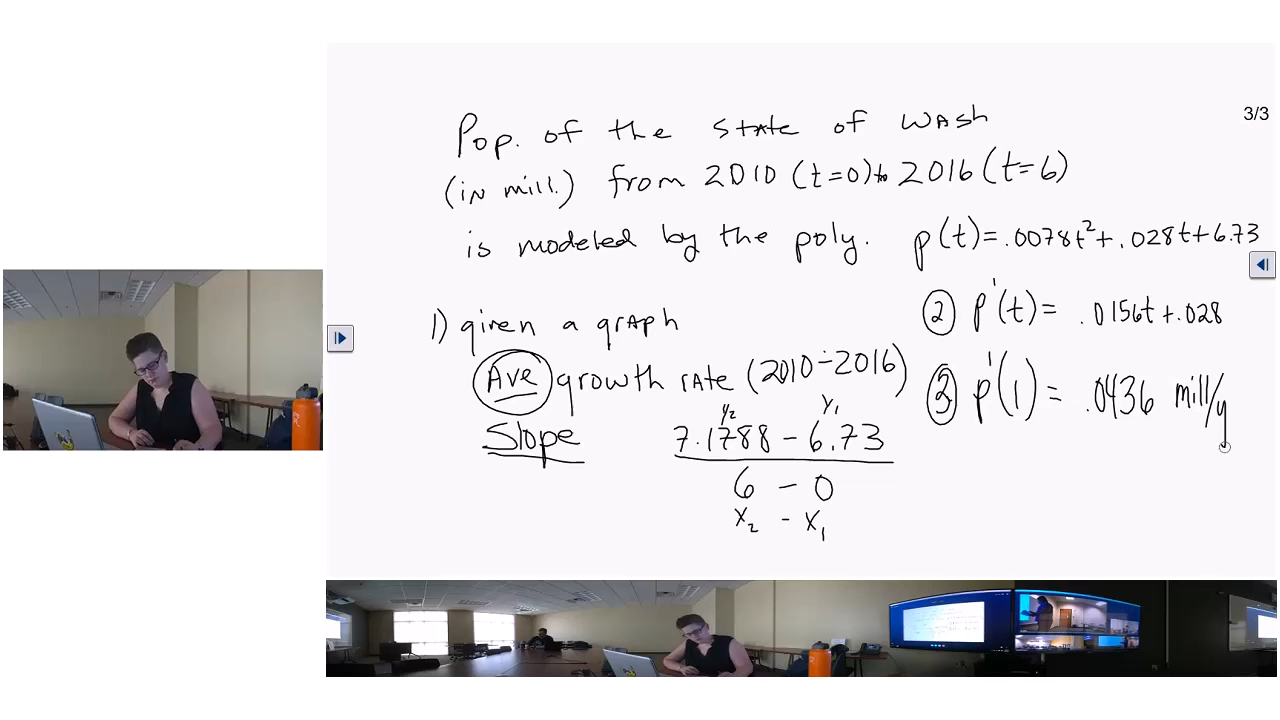 3/3
Pop. of the state of WAsh
(in mill.) from 2010 (t=0) to 2016 (t=6)
is modeled by the poly. p(t)=.0078t²+.028t+6.73
1) given a grAph
Ave growth rAte (2010-2016)
Slope
y₂ y₁
7.1788 - 6.73
6 - 0
x₂ - x₁
② p'(t) = .0156t+.028
③ p'(1) = .0436 mill/y